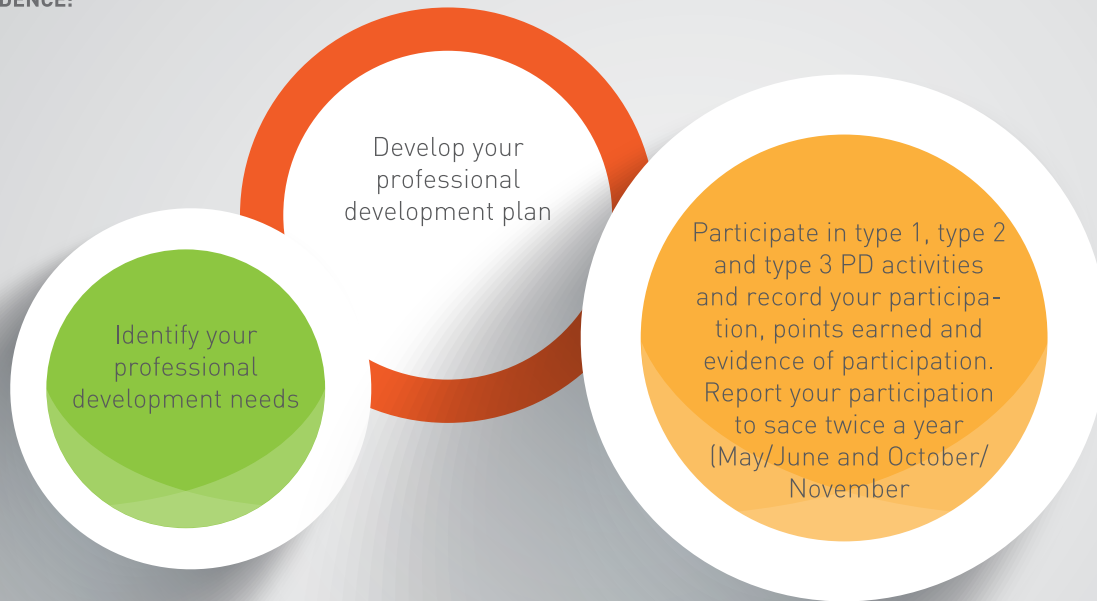 DENCE:
Develop your
professional
development plan
Identify your
professional
development needs
Participate in type 1, type 2
and type 3 PD activities
and record your participa-
tion, points earned and
evidence of participation.
Report your participation
to sace twice a year
(May/June and October/
November